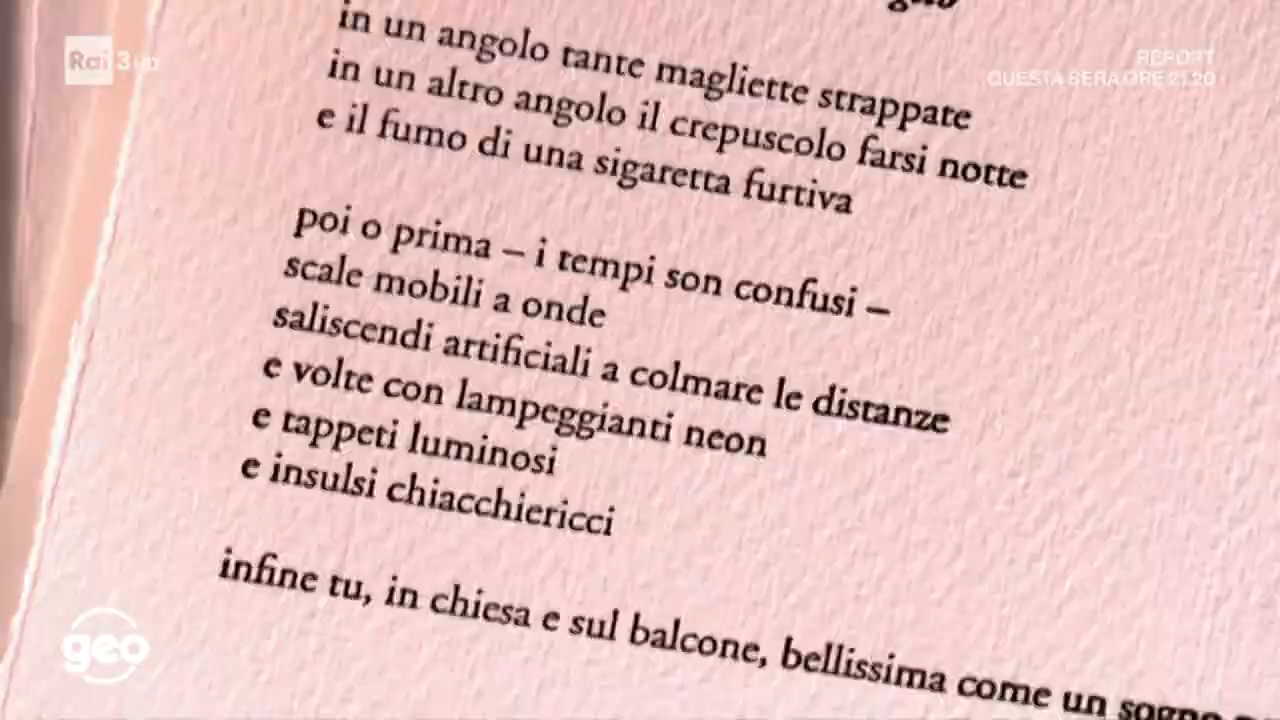 Rai 3
REPORT
QUESTA SERA ORE 21.20
in un angolo tante magliette strappate
in un altro angolo il crepuscolo farsi notte
e il fumo di una sigaretta furtiva
poi o prima – i tempi son confusi –
scale mobili a onde
saliscendi artificiali a colmare le distanze
e volte con lampeggianti neon
e tappeti luminosi
e insulsi chiacchiericci
infine tu, in chiesa e sul balcone, bellissima come un sogno
geo